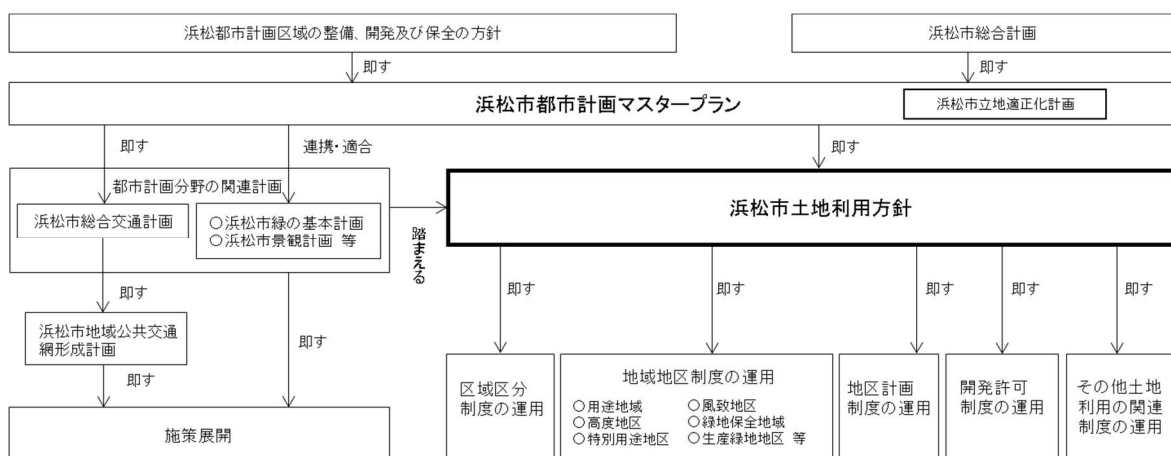 浜松都市計画区域の整備、開発及び保全の方針
浜松市総合計画
即す
即す
浜松市都市計画マスタープラン
浜松市立地適正化計画
即す
連携・適合
即す
都市計画分野の関連計画
浜松市総合交通計画
○浜松市緑の基本計画
○浜松市景観計画 等
踏まえる
浜松市土地利用方針
即す
即す
即す
即す
即す
即す
即す
浜松市地域公共交通
網形成計画
即す
施策展開
区域区分
制度の運用
地域地区制度の運用
○用途地域
○高度地区
○特別用途地区
○風致地区
○緑地保全地域
○生産緑地地区 等
地区計画
制度の運用
開発許可
制度の運用
その他土地
利用の関連
制度の運用